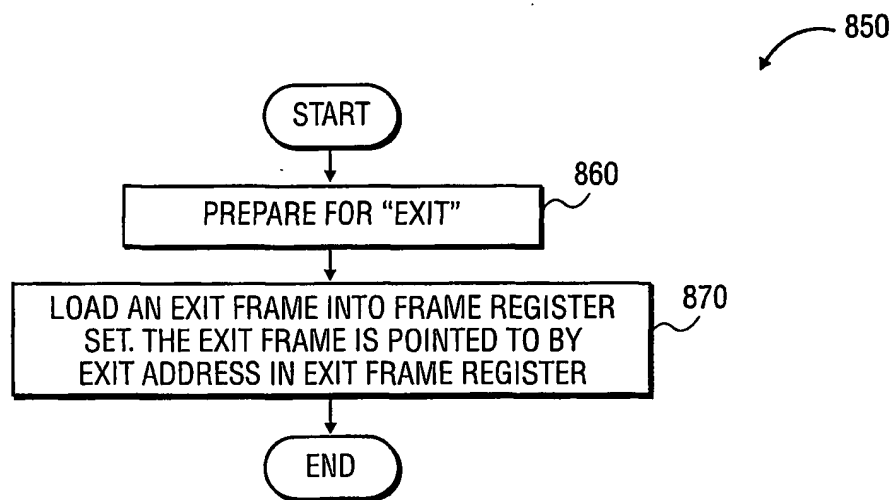 850
START
860
PREPARE FOR “EXIT”
870
LOAD AN EXIT FRAME INTO FRAME REGISTER
SET. THE EXIT FRAME IS POINTED TO BY
EXIT ADDRESS IN EXIT FRAME REGISTER
END